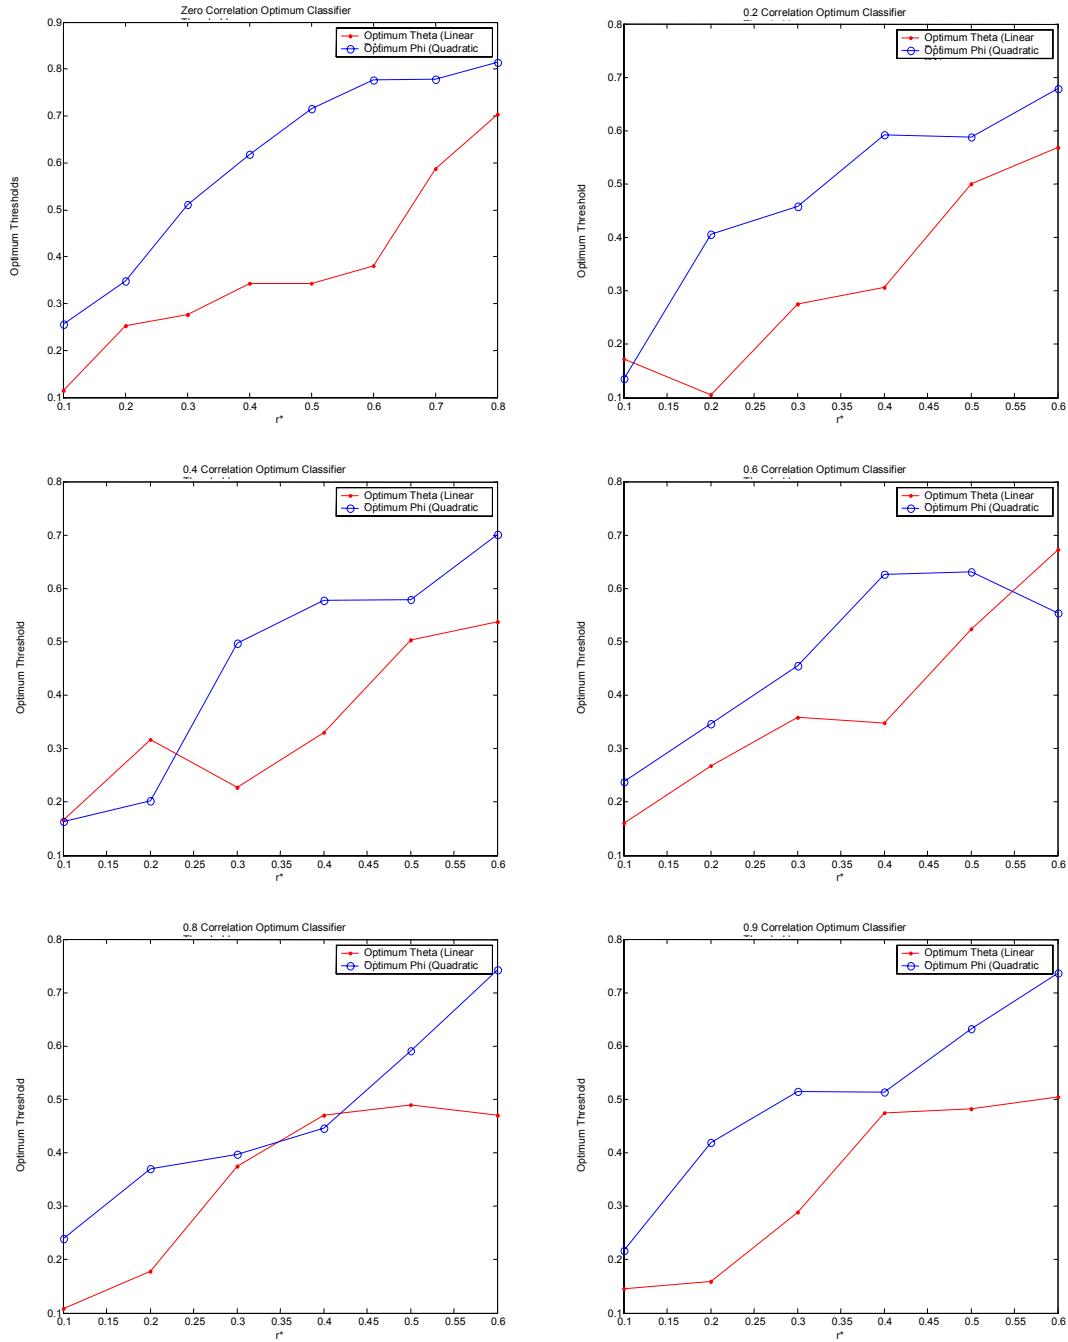 Zero Correlation Optimum Classifier
Optimum Theta (Linear
Optimum Phi (Quadratic
Optimum Thresholds
0.9
0.8
0.7
0.6
0.5
0.4
0.3
0.2
0.1
0.1 0.2 0.3 0.4 0.5 0.6 0.7 0.8
r*
0.2 Correlation Optimum Classifier
Optimum Theta (Linear
Optimum Phi (Quadratic
Optimum Threshold
0.8
0.7
0.6
0.5
0.4
0.3
0.2
0.1
0.1 0.15 0.2 0.25 0.3 0.35 0.4 0.45 0.5 0.55 0.6
r*
0.4 Correlation Optimum Classifier
Optimum Theta (Linear
Optimum Phi (Quadratic
Optimum Threshold
0.8
0.7
0.6
0.5
0.4
0.3
0.2
0.1
0.1 0.15 0.2 0.25 0.3 0.35 0.4 0.45 0.5 0.55 0.6
r*
0.6 Correlation Optimum Classifier
Optimum Theta (Linear
Optimum Phi (Quadratic
Optimum Threshold
0.8
0.7
0.6
0.5
0.4
0.3
0.2
0.1
0.1 0.15 0.2 0.25 0.3 0.35 0.4 0.45 0.5 0.55 0.6
r*
0.8 Correlation Optimum Classifier
Optimum Theta (Linear
Optimum Phi (Quadratic
Optimum Threshold
0.8
0.7
0.6
0.5
0.4
0.3
0.2
0.1
0.1 0.15 0.2 0.25 0.3 0.35 0.4 0.45 0.5 0.55 0.6
r*
0.9 Correlation Optimum Classifier
Optimum Theta (Linear
Optimum Phi (Quadratic
Optimum Threshold
0.8
0.7
0.6
0.5
0.4
0.3
0.2
0.1
0.1 0.15 0.2 0.25 0.3 0.35 0.4 0.45 0.5 0.55 0.6
r*